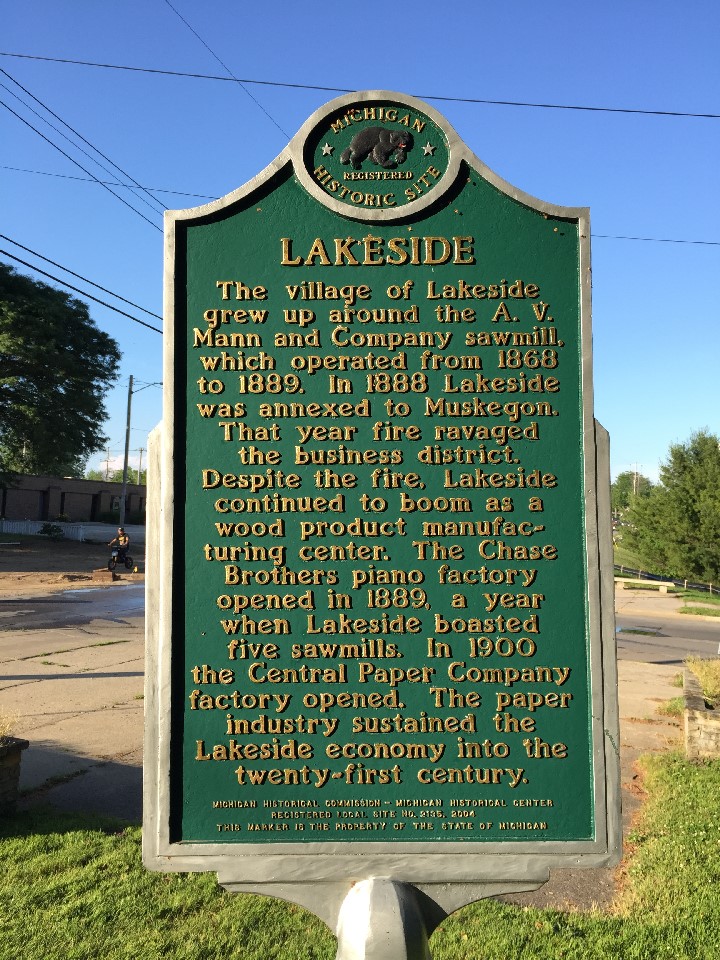 MICHIGAN
REGISTERED
HISTORIC SITE
LAKESIDE
The village of Lakeside
grew up around the A. V.
Mann and Company sawmill,
which operated from 1868
to 1889. In 1888 Lakeside
was annexed to Muskegon.
That year fire ravaged
the business district.
Despite the fire, Lakeside
continued to boom as a
wood product manufac-
turing center. The Chase
Brothers piano factory
opened in 1889, a year
when Lakeside boasted
five sawmills. In 1900
the Central Paper Company
factory opened. The paper
industry sustained the
Lakeside economy into the
twenty-first century.
MICHIGAN HISTORICAL COMMISSION – MICHIGAN HISTORICAL CENTER
REGISTERED LOCAL SITE NO. 2135, 2004
THIS MARKER IS THE PROPERTY OF THE STATE OF MICHIGAN